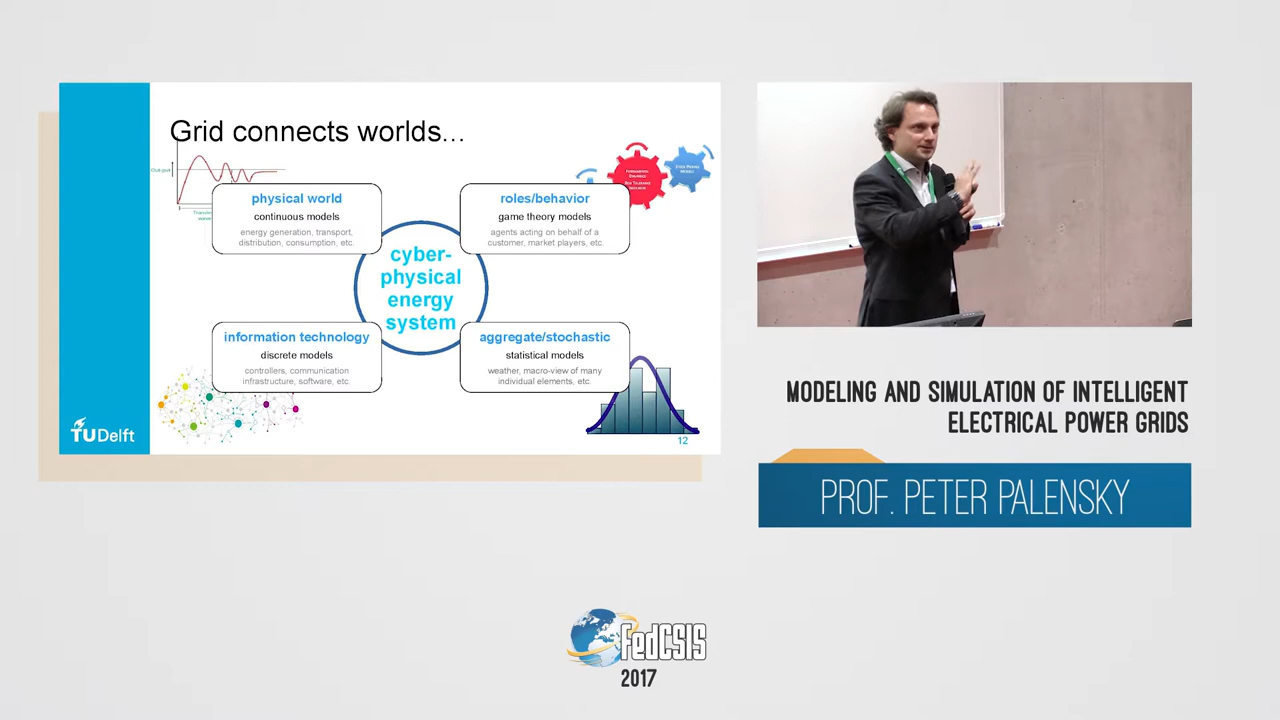 Grid connects worlds...
physical world
continuous models
energy generation, transport,
distribution, consumption, etc.
roles/behavior
game theory models
agents acting on behalf of a
customer, market players, etc.
cyber-
physical
energy
system
information technology
discrete models
controllers, communication
infrastructure, software, etc.
aggregate/stochastic
statistical models
weather, macro-view of many
individual elements, etc.
TUDelft
12
MODELING AND SIMULATION OF INTELLIGENT
ELECTRICAL POWER GRIDS
PROF. PETER PALENSKY
FedCSIS
2017